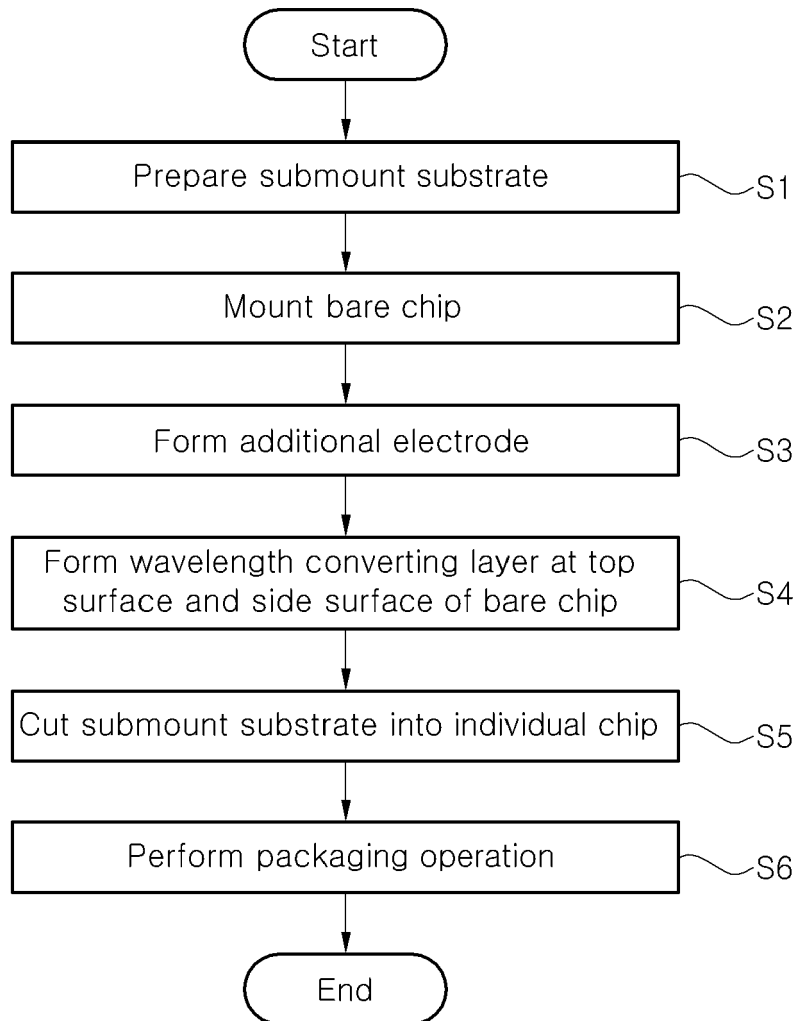 Start
Prepare submount substrate
S1
Mount bare chip
S2
Form additional electrode
S3
Form wavelength converting layer at top
surface and side surface of bare chip
S4
Cut submount substrate into individual chip
S5
Perform packaging operation
S6
End